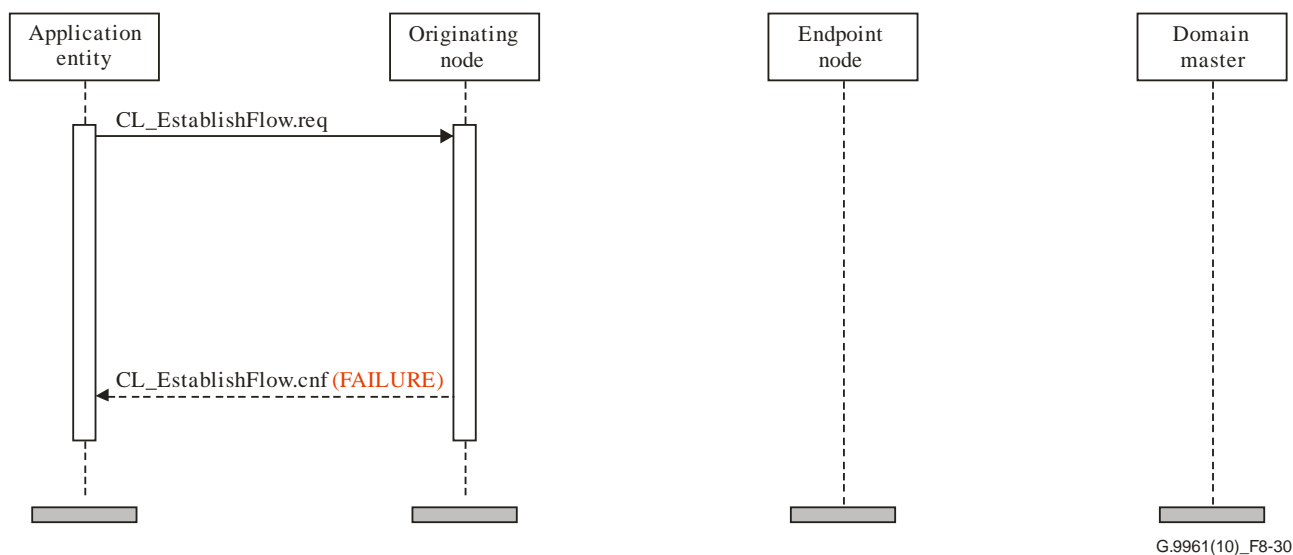 Application
entity
Originating
node
Endpoint
node
Domain
master
CL_EstablishFlow.req
CL_EstablishFlow.cnf (FAILURE)
G.9961(10)_F8-30